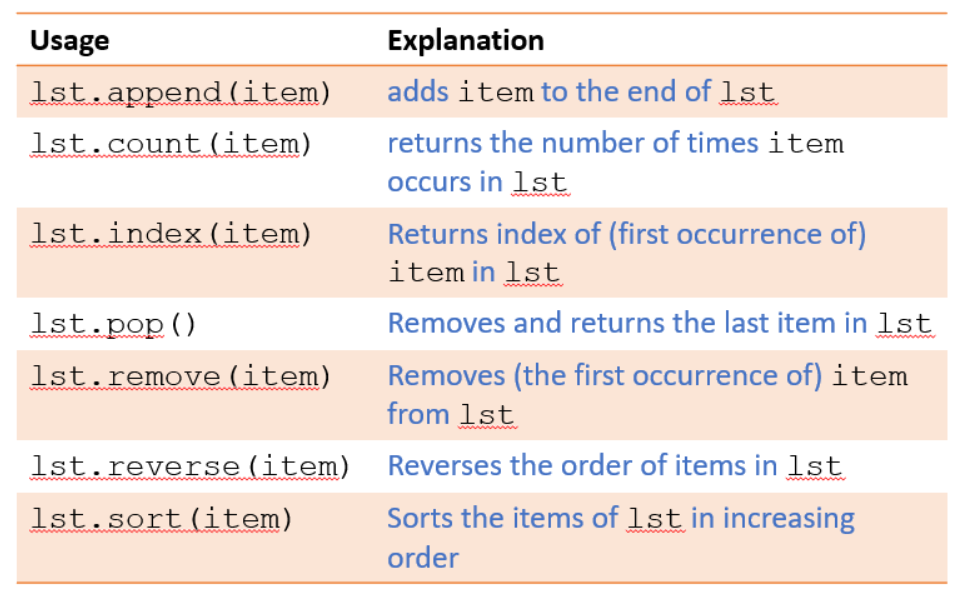 Usage Explanation
lst.append(item) adds item to the end of lst
lst.count(item) returns the number of times item
occurs in lst
lst.index(item) Returns index of (first occurrence of)
item in lst
lst.pop() Removes and returns the last item in lst
lst.remove(item) Removes (the first occurrence of) item
from lst
lst.reverse(item) Reverses the order of items in lst
lst.sort(item) Sorts the items of lst in increasing
order